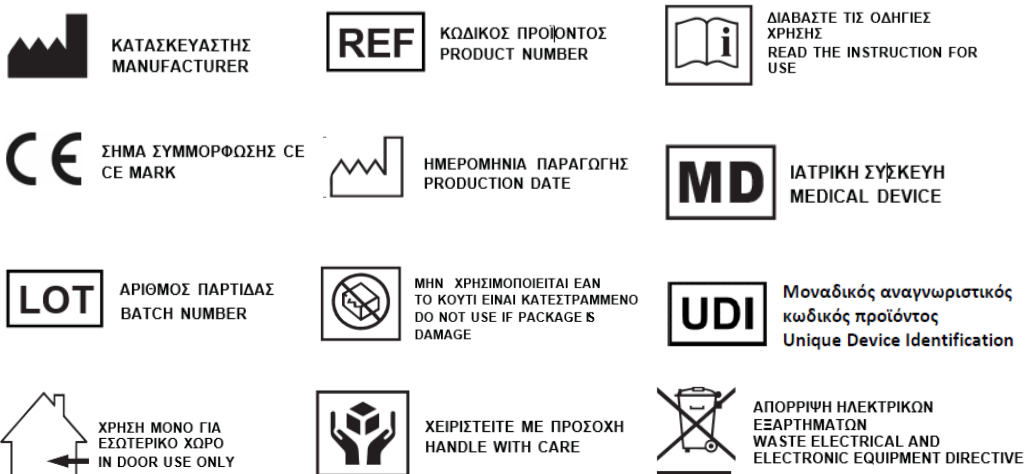 ΚΑΤΑΣΚΕΥΑΣΤΗΣ
MANUFACTURER
REF
ΚΩΔΙΚΟΣ ΠΡΟΪΟΝΤΟΣ
PRODUCT NUMBER
i
ΔΙΑΒΑΣΤΕ ΤΙΣ ΟΔΗΓΙΕΣ
ΧΡΗΣΗΣ
READ THE INSTRUCTION FOR
USE
CE
ΣΗΜΑ ΣΥΜΜΟΡΦΩΣΗΣ CE
CE MARK
ΗΜΕΡΟΜΗΝΙΑ ΠΑΡΑΓΩΓΗΣ
PRODUCTION DATE
MD
ΙΑΤΡΙΚΗ ΣΥΣΚΕΥΗ
MEDICAL DEVICE
LOT
ΑΡΙΘΜΟΣ ΠΑΡΤΙΔΑΣ
BATCH NUMBER
ΜΗΝ ΧΡΗΣΙΜΟΠΟΙΕΙΤΑΙ ΕΑΝ
ΤΟ ΚΟΥΤΙ ΕΙΝΑΙ ΚΑΤΕΣΤΡΑΜΜΕΝΟ
DO NOT USE IF PACKAGE IS
DAMAGE
UDI
Μοναδικός αναγνωριστικός
κωδικός προϊόντος
Unique Device Identification
ΧΡΗΣΗ ΜΟΝΟ ΓΙΑ
ΕΣΩΤΕΡΙΚΟ ΧΩΡΟ
IN DOOR USE ONLY
ΧΕΙΡΙΣΤΕΙΤΕ ΜΕ ΠΡΟΣΟΧΗ
HANDLE WITH CARE
ΑΠΟΡΡΙΨΗ ΗΛΕΚΤΡΙΚΩΝ
ΕΞΑΡΤΗΜΑΤΩΝ
WASTE ELECTRICAL AND
ELECTRONIC EQUIPMENT DIRECTIVE